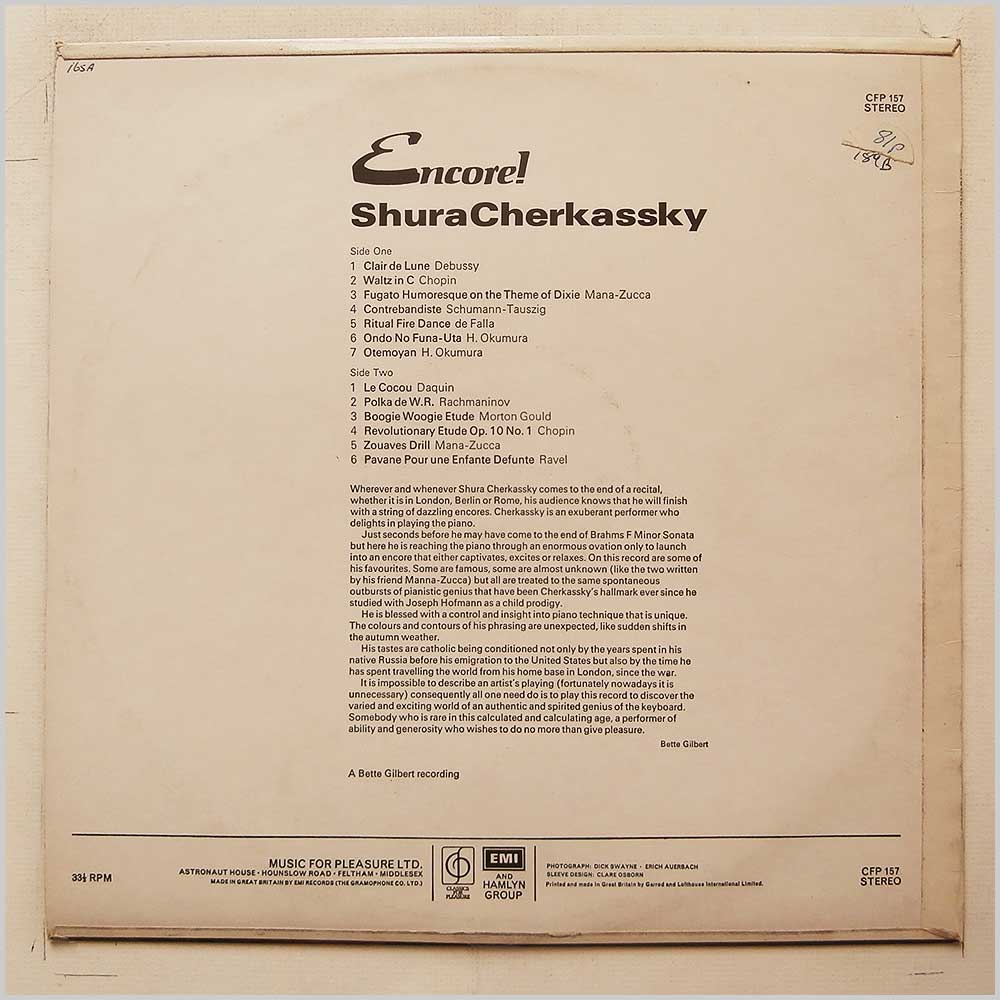 165A
CFP 157
STEREO
81p
189B
Encore!
Shura Cherkassky
Side One
1 Clair de Lune Debussy
2 Waltz in C Chopin
3 Fugato Humoresque on the Theme of Dixie Mana-Zucca
4 Contrebandiste Schumann-Tauszig
5 Ritual Fire Dance de Falla
6 Ondo No Funa-Uta H. Okumura
7 Otemoyan H. Okumura
Side Two
1 Le Cocou Daquin
2 Polka de W.R. Rachmaninov
3 Boogie Woogie Etude Morton Gould
4 Revolutionary Etude Op. 10 No. 1 Chopin
5 Zouaves Drill Mana-Zucca
6 Pavane Pour une Enfante Defunte Ravel
Wherever and whenever Shura Cherkassky comes to the end of a recital,
whether it is in London, Berlin or Rome, his audience knows that he will finish
with a string of dazzling encores. Cherkassky is an exuberant performer who
delights in playing the piano.
Just seconds before he may have come to the end of Brahms F Minor Sonata
but here he is reaching the piano through an enormous ovation only to launch
into an encore that either captivates, excites or relaxes. On this record are some of
his favourites. Some are famous, some are almost unknown (like the two written
by his friend Manna-Zucca) but all are treated to the same spontaneous
outbursts of pianistic genius that have been Cherkassky's hallmark ever since he
studied with Joseph Hofmann as a child prodigy.
He is blessed with a control and insight into piano technique that is unique.
The colours and contours of his phrasing are unexpected, like sudden shifts in
the autumn weather.
His tastes are catholic being conditioned not only by the years spent in his
native Russia before his emigration to the United States but also by the time he
has spent travelling the world from his home base in London, since the war.
It is impossible to describe an artist's playing (fortunately nowadays it is
unnecessary) consequently all one need do is to play this record to discover the
varied and exciting world of an authentic and spirited genius of the keyboard.
Somebody who is rare in this calculated and calculating age, a performer of
ability and generosity who wishes to do no more than give pleasure.
Bette Gilbert
A Bette Gilbert recording
33⅓ RPM
MUSIC FOR PLEASURE LTD.
ASTRONAUT HOUSE · HOUNSLOW ROAD · FELTHAM · MIDDLESEX
MADE IN GREAT BRITAIN BY EMI RECORDS (THE GRAMOPHONE CO. LTD.)
CLASSICS
FOR
PLEASURE
EMI
AND
HAMLYN
GROUP
PHOTOGRAPH: DICK SWAYNE · ERICH AUERBACH
SLEEVE DESIGN: CLARE OSBORN
Printed and made in Great Britain by Garrod and Lofthouse International Limited.
CFP 157
STEREO